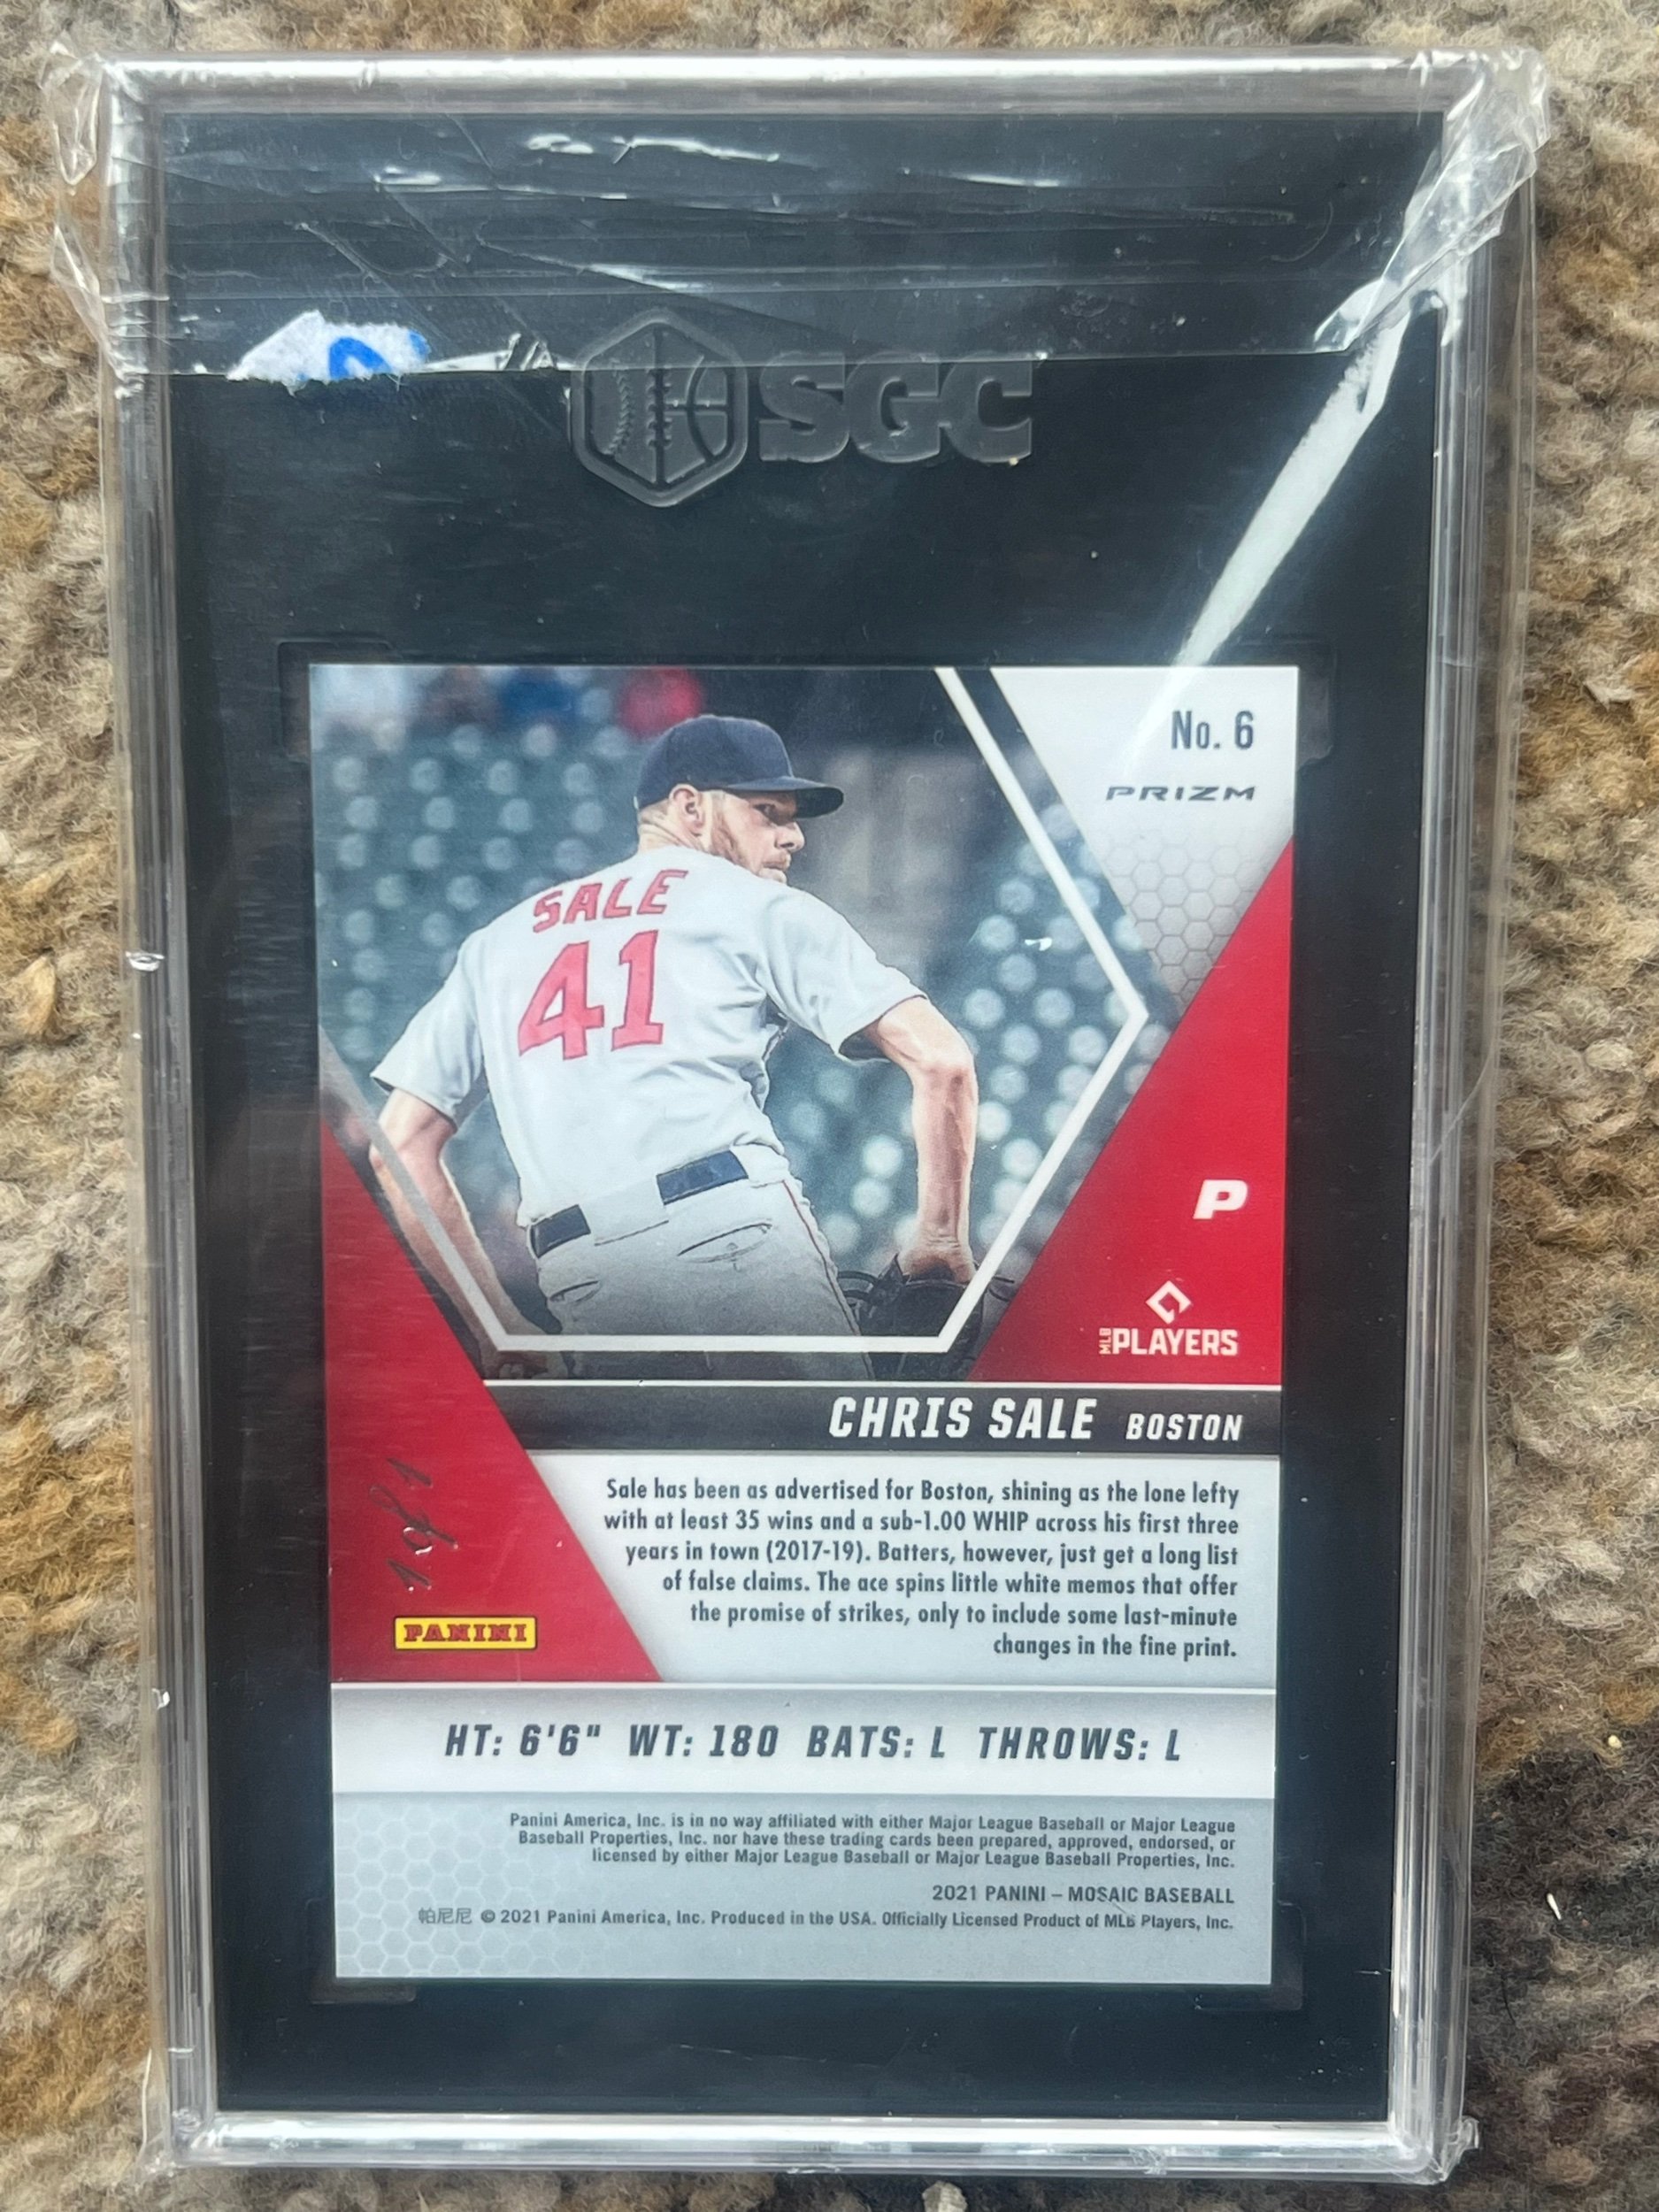 SGC
No. 6
PRIZM
SALE
41
P
MLB PLAYERS
CHRIS SALE BOSTON
Sale has been as advertised for Boston, shining as the lone lefty
with at least 35 wins and a sub-1.00 WHIP across his first three
years in town (2017-19). Batters, however, just get a long list
of false claims. The ace spins little white memos that offer
the promise of strikes, only to include some last-minute
changes in the fine print.
1 of 1
PANINI
HT: 6'6" WT: 180 BATS: L THROWS: L
Panini America, Inc. is in no way affiliated with either Major League Baseball or Major League
Baseball Properties, Inc. nor have these trading cards been prepared, approved, endorsed, or
licensed by either Major League Baseball or Major League Baseball Properties, Inc.
2021 PANINI – MOSAIC BASEBALL
帕尼尼 © 2021 Panini America, Inc. Produced in the USA. Officially Licensed Product of MLB Players, Inc.